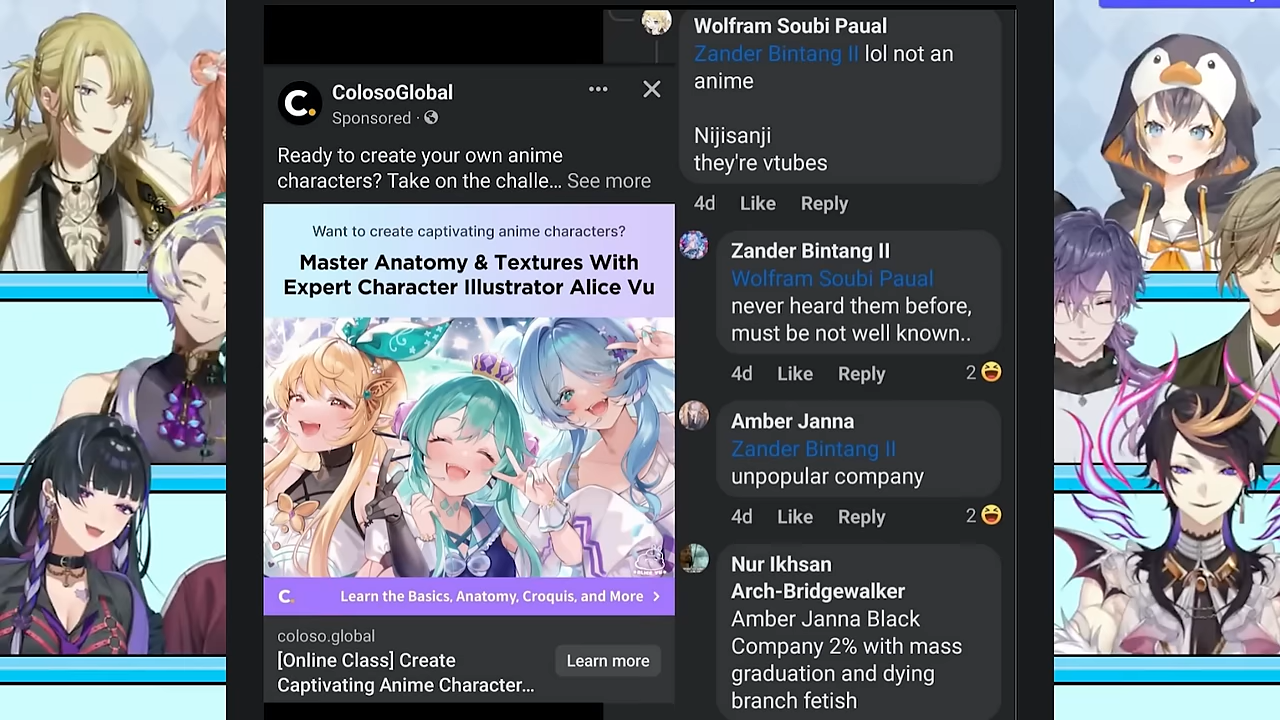 ColosoGlobal
Sponsored ·
Ready to create your own anime
characters? Take on the challe... See more
Want to create captivating anime characters?
Master Anatomy & Textures With
Expert Character Illustrator Alice Vu
C.
Learn the Basics, Anatomy, Croquis, and More >
coloso.global
[Online Class] Create
Captivating Anime Character...
Learn more
Wolfram Soubi Paual
Zander Bintang II lol not an
anime
Nijisanji
they're vtubes
4d Like Reply
Zander Bintang II
Wolfram Soubi Paual
never heard them before,
must be not well known..
4d Like Reply 2
Amber Janna
Zander Bintang II
unpopular company
4d Like Reply 2
Nur Ikhsan
Arch-Bridgewalker
Amber Janna Black
Company 2% with mass
graduation and dying
branch fetish